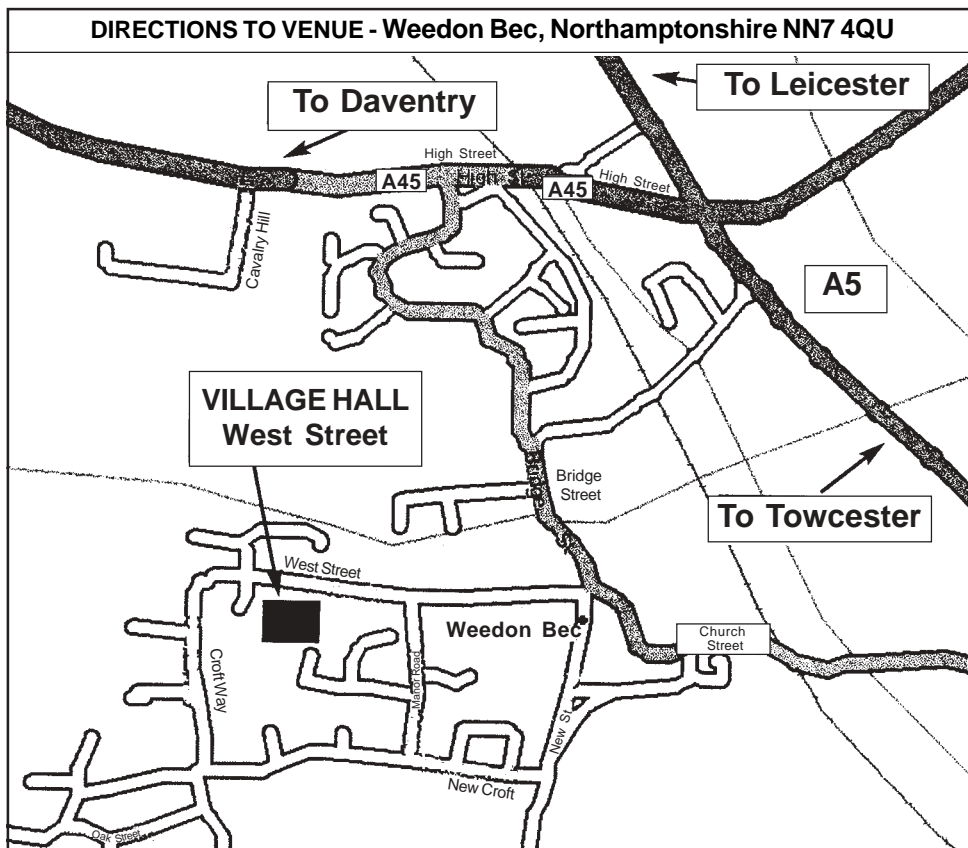 DIRECTIONS TO VENUE - Weedon Bec, Northamptonshire NN7 4QU
To Daventry
To Leicester
High Street
High St
A45
A45
High Street
Cavalry Hill
A5
VILLAGE HALL
West Street
Bridge
Street
Bridge St
To Towcester
West Street
Weedon Bec
Church
Street
Croft Way
Manor Road
New St
New Croft
Oak Street